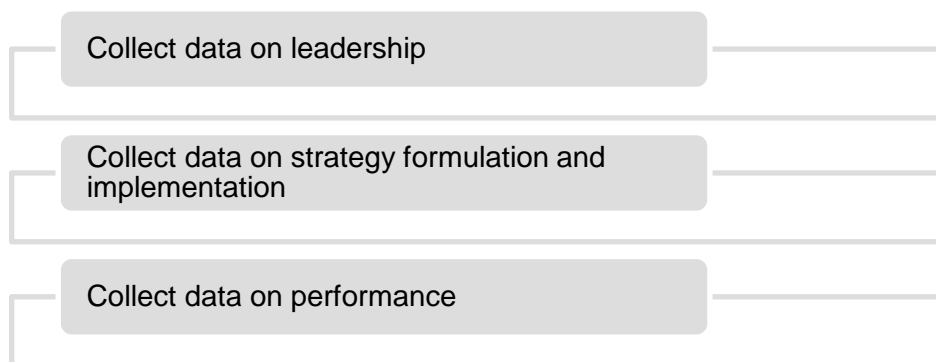 Collect data on leadership
Collect data on strategy formulation and
implementation
Collect data on performance